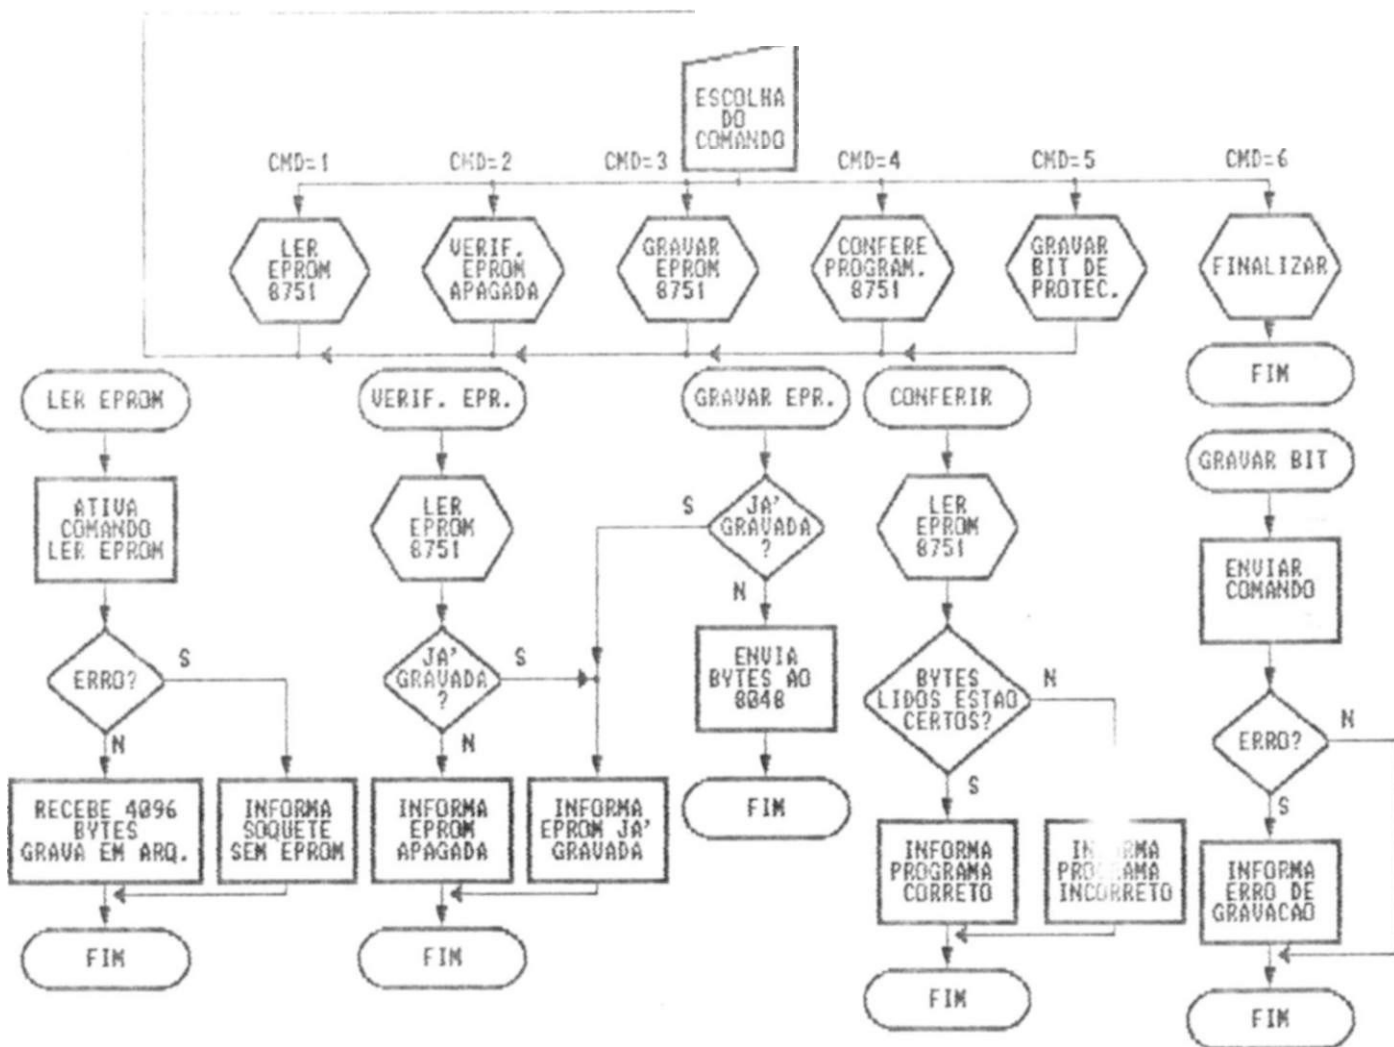 ESCOLHA
DO
COMANDO
CMD=1
CMD=2
CMD=3
CMD=4
CMD=5
CMD=6
LER
EPROM
8751
VERIF.
EPROM
APAGADA
GRAVAR
EPROM
8751
CONFERE
PROGRAM.
8751
GRAVAR
BIT DE
PROTEC.
FINALIZAR
FIM
LER EPROM
ATIVA
COMANDO
LER EPROM
ERRO?
S
N
RECEBE 4096
BYTES
GRAVA EM ARQ.
INFORMA
SOQUETE
SEM EPROM
FIM
VERIF. EPR.
LER
EPROM
8751
JA'
GRAVADA
?
S
N
INFORMA
EPROM
APAGADA
INFORMA
EPROM JA'
GRAVADA
FIM
GRAVAR EPR.
JA'
GRAVADA
?
S
N
ENVIA
BYTES AO
8048
FIM
CONFERIR
LER
EPROM
8751
BYTES
LIDOS ESTAO
CERTOS?
N
S
INFORMA
PROGRAMA
CORRETO
INFORMA
PROGRAMA
INCORRETO
FIM
GRAVAR BIT
ENVIAR
COMANDO
ERRO?
N
S
INFORMA
ERRO DE
GRAVACAO
FIM